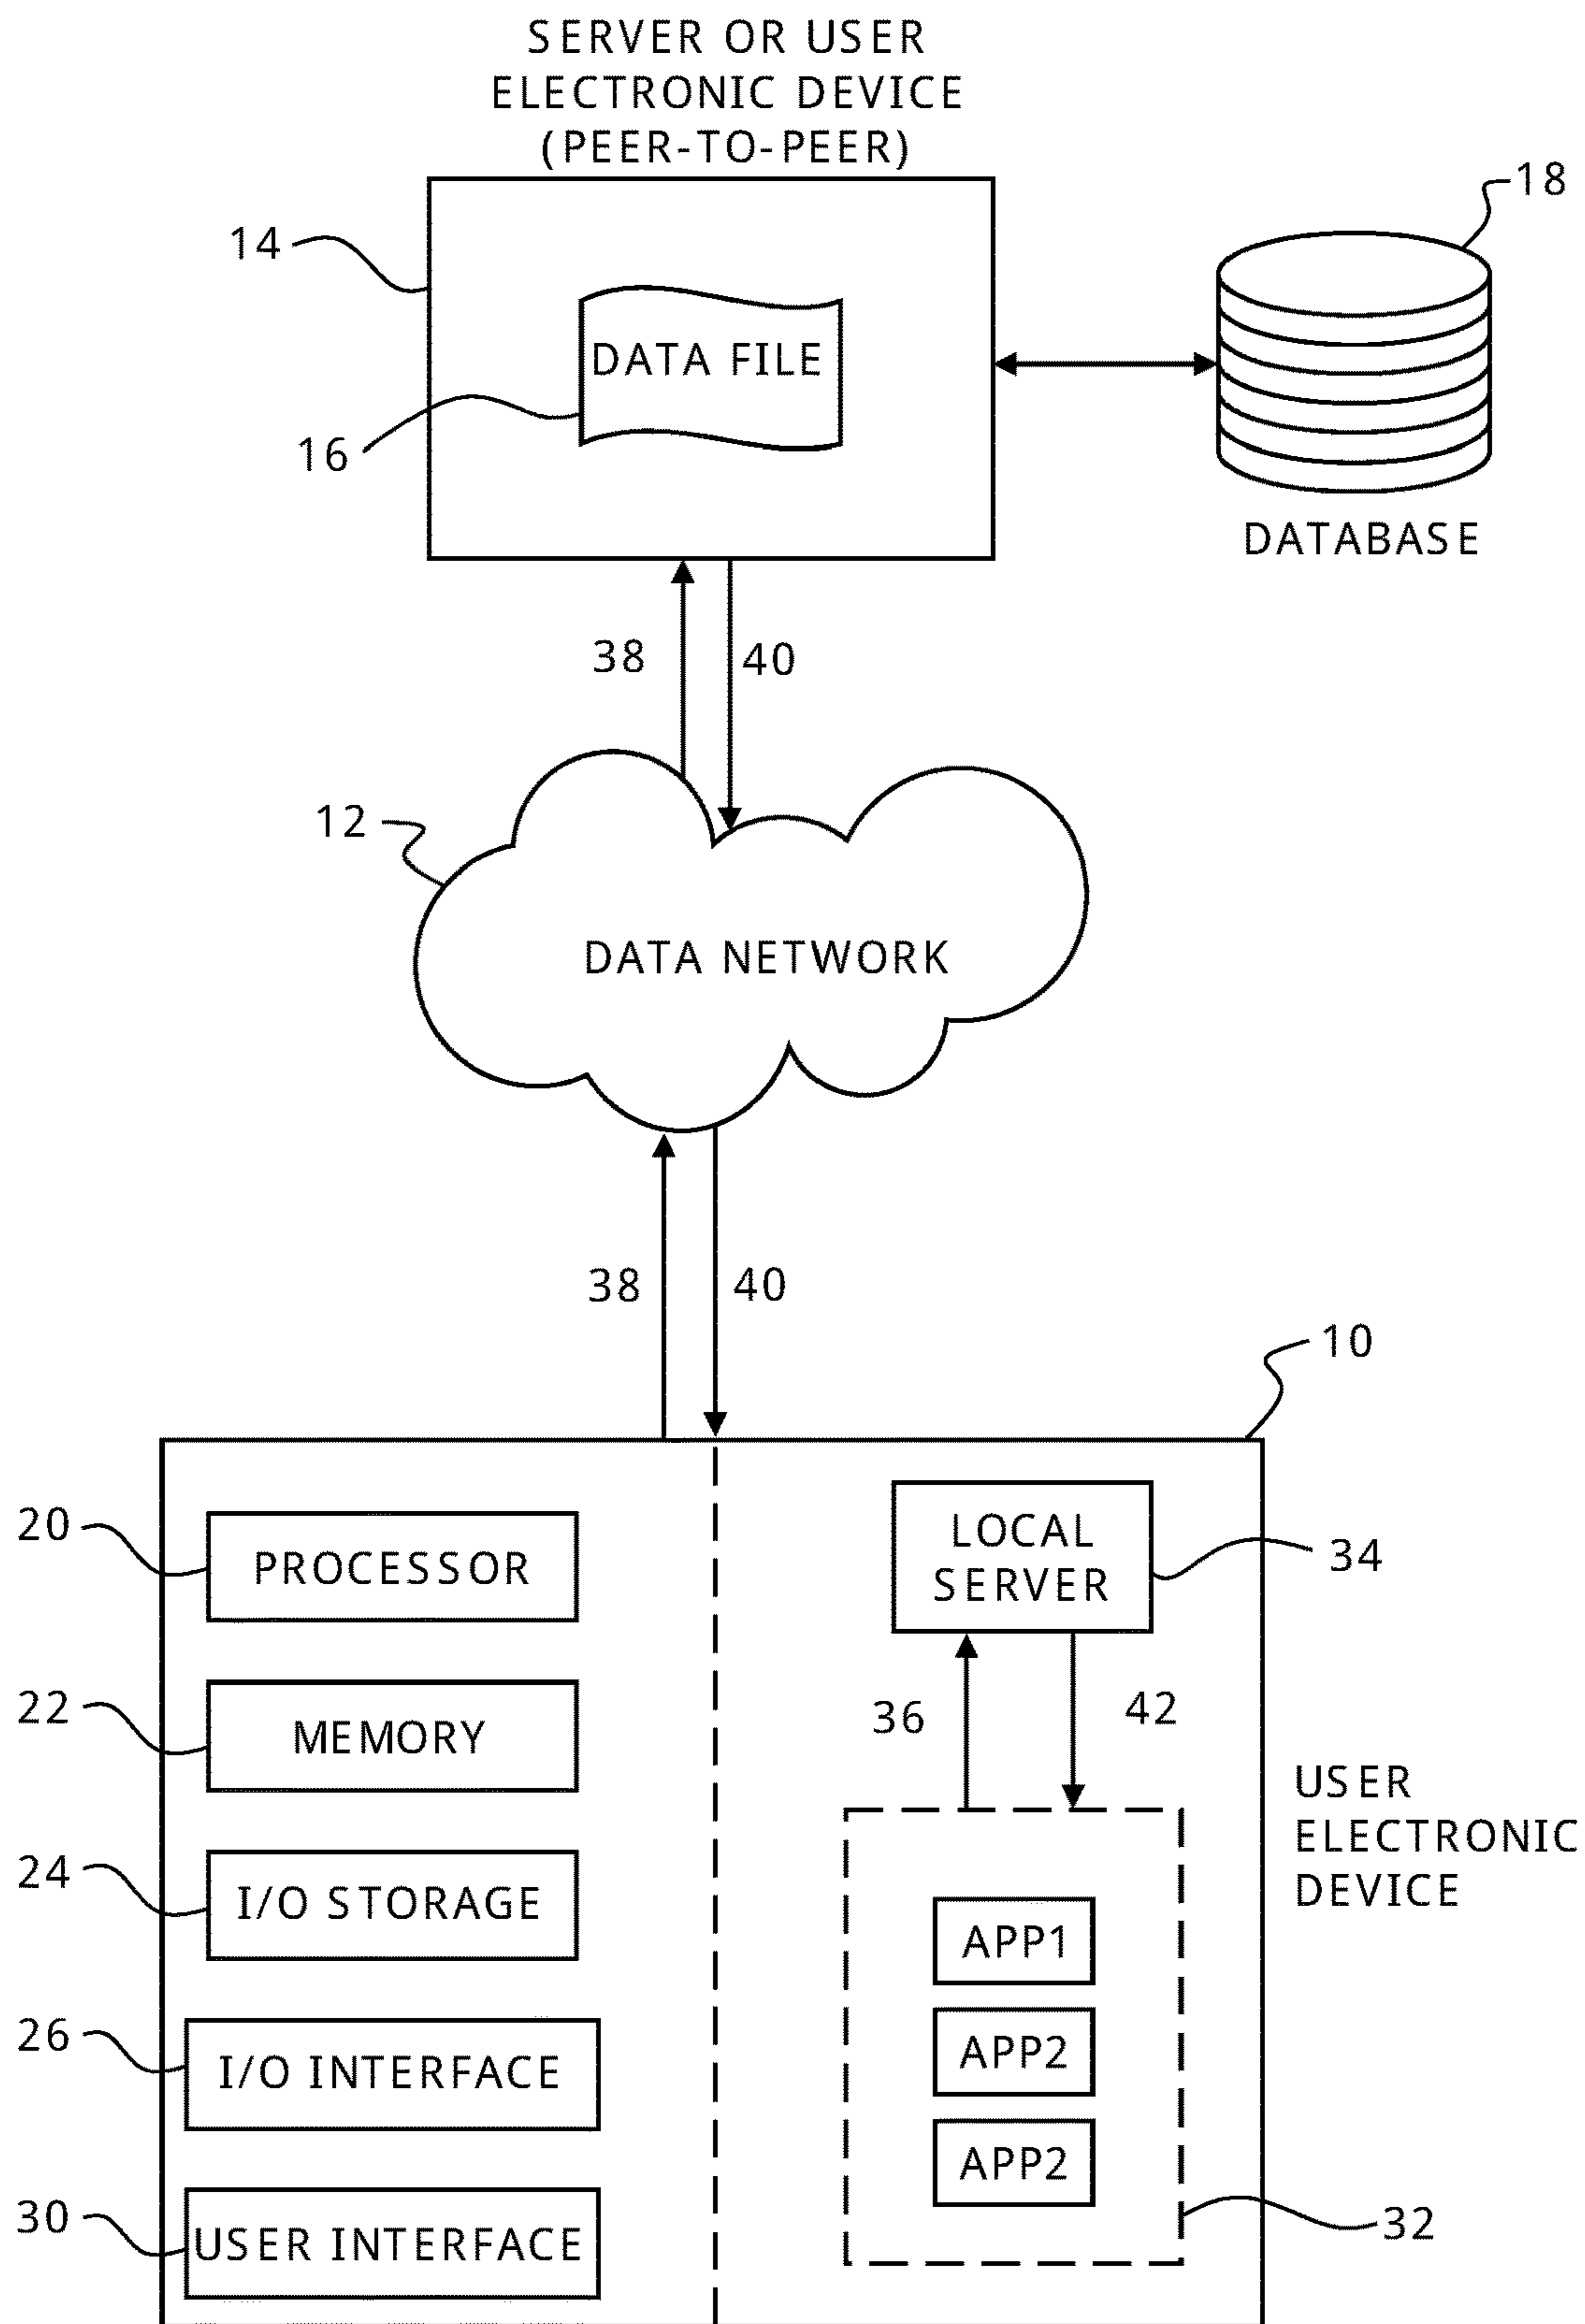 SERVER OR USER
ELECTRONIC DEVICE
(PEER-TO-PEER)
18
14
DATA FILE
16
DATABASE
38
40
12
DATA NETWORK
38
40
10
20
PROCESSOR
LOCAL
SERVER
34
22
MEMORY
36
42
USER
ELECTRONIC
DEVICE
24
I/O STORAGE
APP1
26
I/O INTERFACE
APP2
APP2
30
USER INTERFACE
32